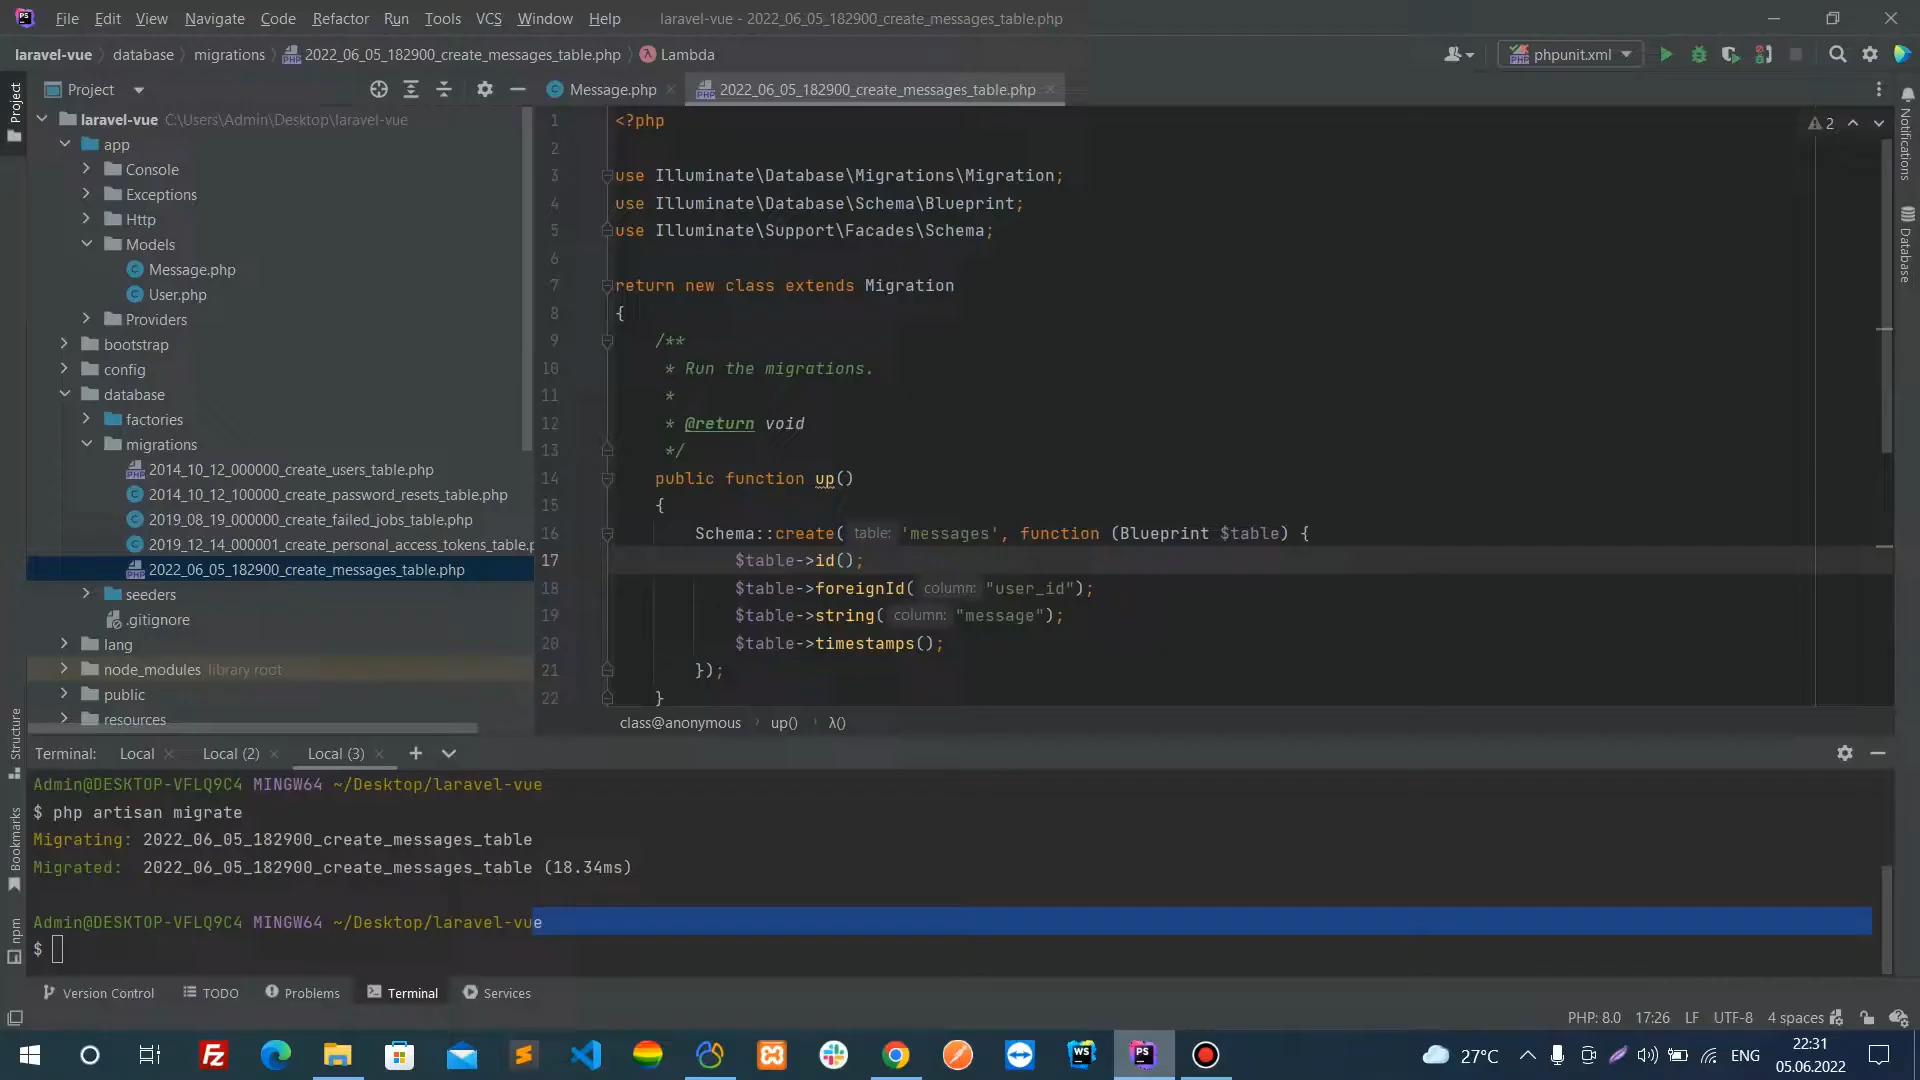 File Edit View Navigate Code Refactor Run Tools VCS Window Help laravel-vue - 2022_06_05_182900_create_messages_table.php
laravel-vue database migrations 2022_06_05_182900_create_messages_table.php Lambda
phpunit.xml
Project
Message.php
2022_06_05_182900_create_messages_table.php
Project
laravel-vue C:\Users\Admin\Desktop\laravel-vue
app
Console
Exceptions
Http
Models
Message.php
User.php
Providers
bootstrap
config
database
factories
migrations
2014_10_12_000000_create_users_table.php
2014_10_12_100000_create_password_resets_table.php
2019_08_19_000000_create_failed_jobs_table.php
2019_12_14_000001_create_personal_access_tokens_table.p
2022_06_05_182900_create_messages_table.php
seeders
.gitignore
lang
node_modules library root
public
resources
1 <?php
2
3 use Illuminate\Database\Migrations\Migration;
4 use Illuminate\Database\Schema\Blueprint;
5 use Illuminate\Support\Facades\Schema;
6
7 return new class extends Migration
8 {
9 /**
10 * Run the migrations.
11 *
12 * @return void
13 */
14 public function up()
15 {
16 Schema::create( table: 'messages', function (Blueprint $table) {
17 $table->id();
18 $table->foreignId( column: "user_id");
19 $table->string( column: "message");
20 $table->timestamps();
21 });
22 }
2
Notifications
Database
class@anonymous up() λ()
Structure
Bookmarks
npm
Terminal: Local Local (2) Local (3)
Admin@DESKTOP-VFLQ9C4 MINGW64 ~/Desktop/laravel-vue
$ php artisan migrate
Migrating: 2022_06_05_182900_create_messages_table
Migrated: 2022_06_05_182900_create_messages_table (18.34ms)
Admin@DESKTOP-VFLQ9C4 MINGW64 ~/Desktop/laravel-vue
$
Version Control TODO Problems Terminal Services
PHP: 8.0 17:26 LF UTF-8 4 spaces
27°C ENG
22:31
05.06.2022